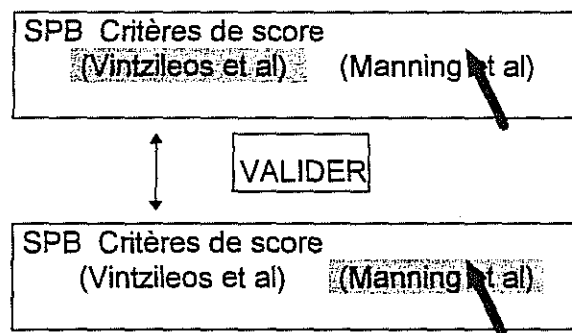 SPB Critères de score
(Vintzileos et al) (Manning et al)
VALIDER
SPB Critères de score
(Vintzileos et al) (Manning et al)